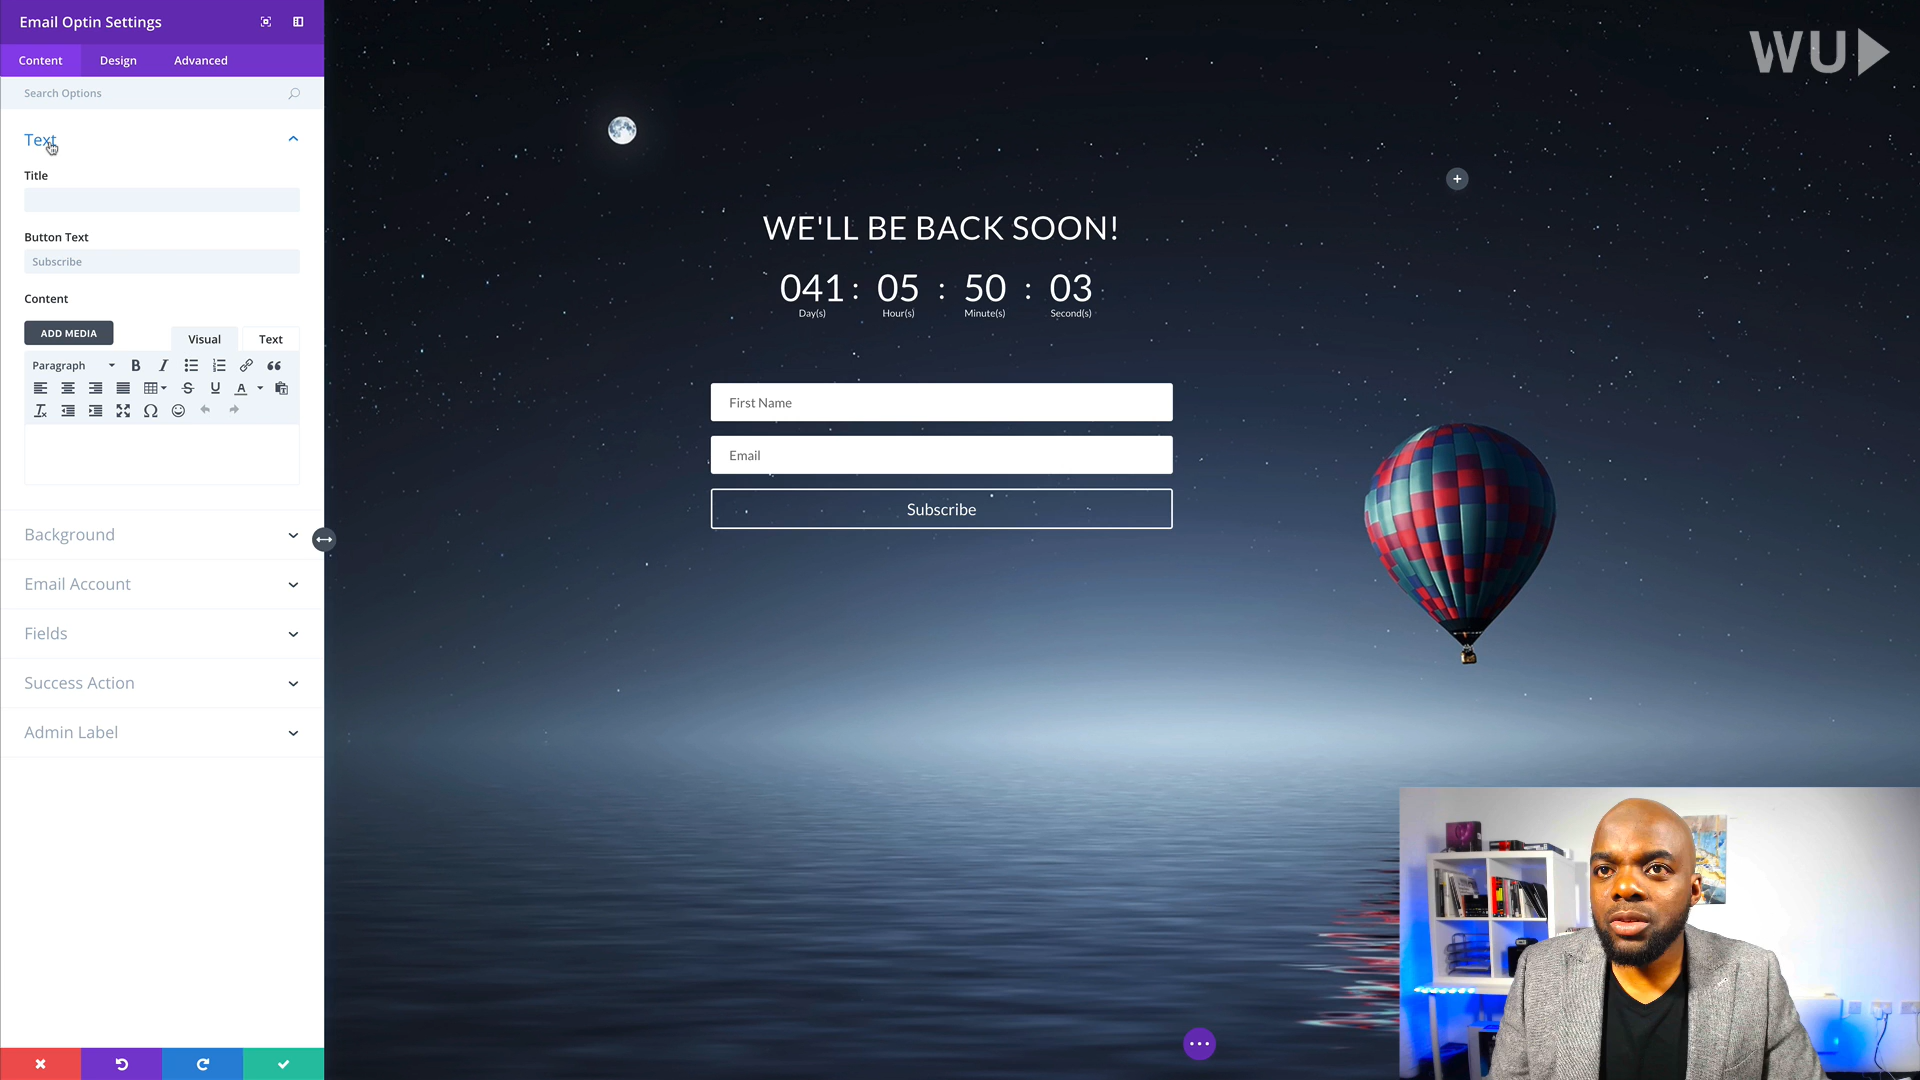 Email Optin Settings
Content
Design
Advanced
Search Options
Text
Title
Button Text
Subscribe
Content
ADD MEDIA
Visual
Text
Paragraph
Background
Email Account
Fields
Success Action
Admin Label
WU
WE'LL BE BACK SOON!
041 : 05 : 50 : 03
Day(s) Hour(s) Minute(s) Second(s)
First Name
Email
Subscribe